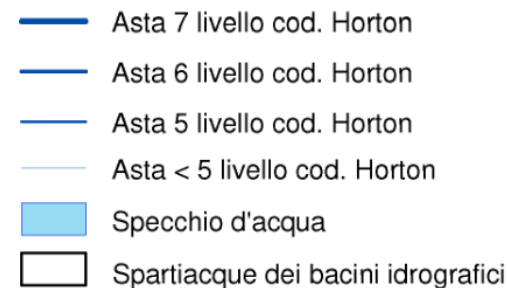 Asta 7 livello cod. Horton
Asta 6 livello cod. Horton
Asta 5 livello cod. Horton
Asta < 5 livello cod. Horton
Specchio d'acqua
Spartiacque dei bacini idrografici